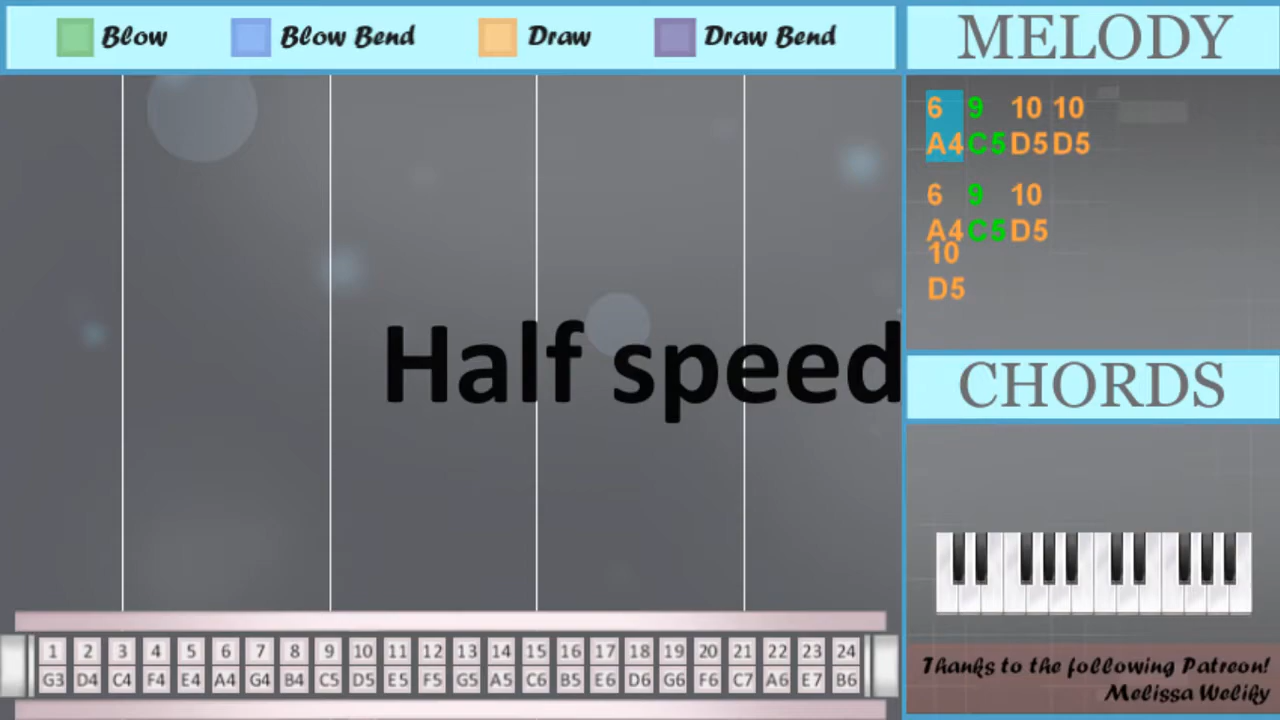 Blow Blow Bend Draw Draw Bend
MELODY
6 9 10 10
A4 C5 D5 D5
6 9 10
A4 C5 D5
10
D5
Half speed
CHORDS
1 2 3 4 5 6 7 8 9 10 11 12 13 14 15 16 17 18 19 20 21 22 23 24
G3 D4 C4 F4 E4 A4 G4 B4 C5 D5 E5 F5 G5 A5 C6 B5 E6 D6 G6 F6 C7 A6 E7 B6
Thanks to the following Patreon!
Melissa Weliky